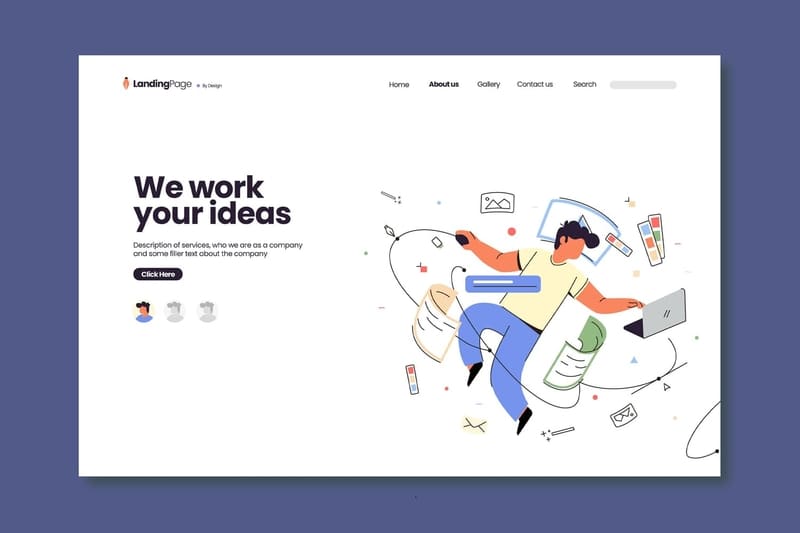 LandingPage By Design
Home About us Gallery Contact us Search
We work
your ideas
Description of services, who we are as a company
and some filler text about the company
Click Here